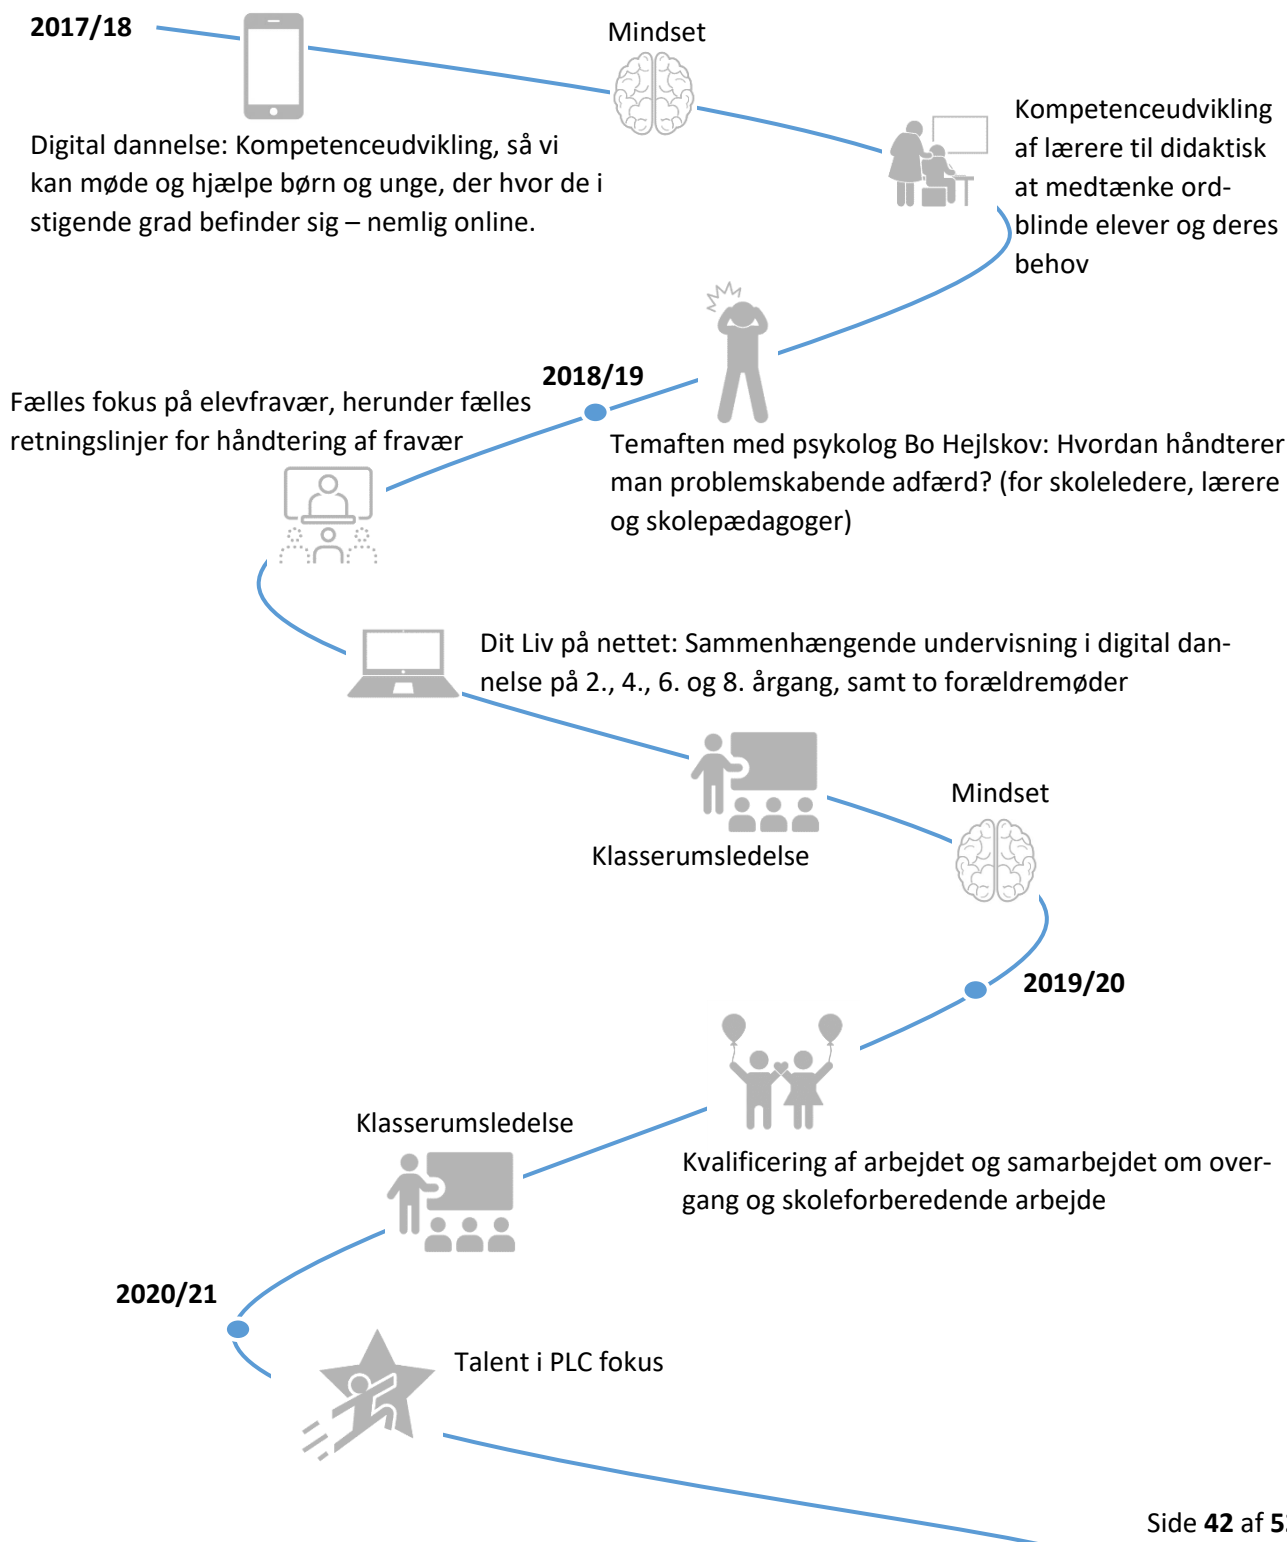 2017/18
Mindset
Digital dannelse: Kompetenceudvikling, så vi
kan møde og hjælpe børn og unge, der hvor de i
stigende grad befinder sig – nemlig online.
Kompetenceudvikling
af lærere til didaktisk
at medtænke ord-
blinde elever og deres
behov
Temaften med psykolog Bo Hejlskov: Hvordan håndterer
man problemskabende adfærd? (for skoleledere, lærere
og skolepædagoger)
2018/19
Fælles fokus på elevfravær, herunder fælles
retningslinjer for håndtering af fravær
Dit Liv på nettet: Sammenhængende undervisning i digital dan-
nelse på 2., 4., 6. og 8. årgang, samt to forældremøder
Klasserumsledelse
Mindset
2019/20
Kvalificering af arbejdet og samarbejdet om over-
gang og skoleforberedende arbejde
Klasserumsledelse
2020/21
Talent i PLC fokus
Side 42 af